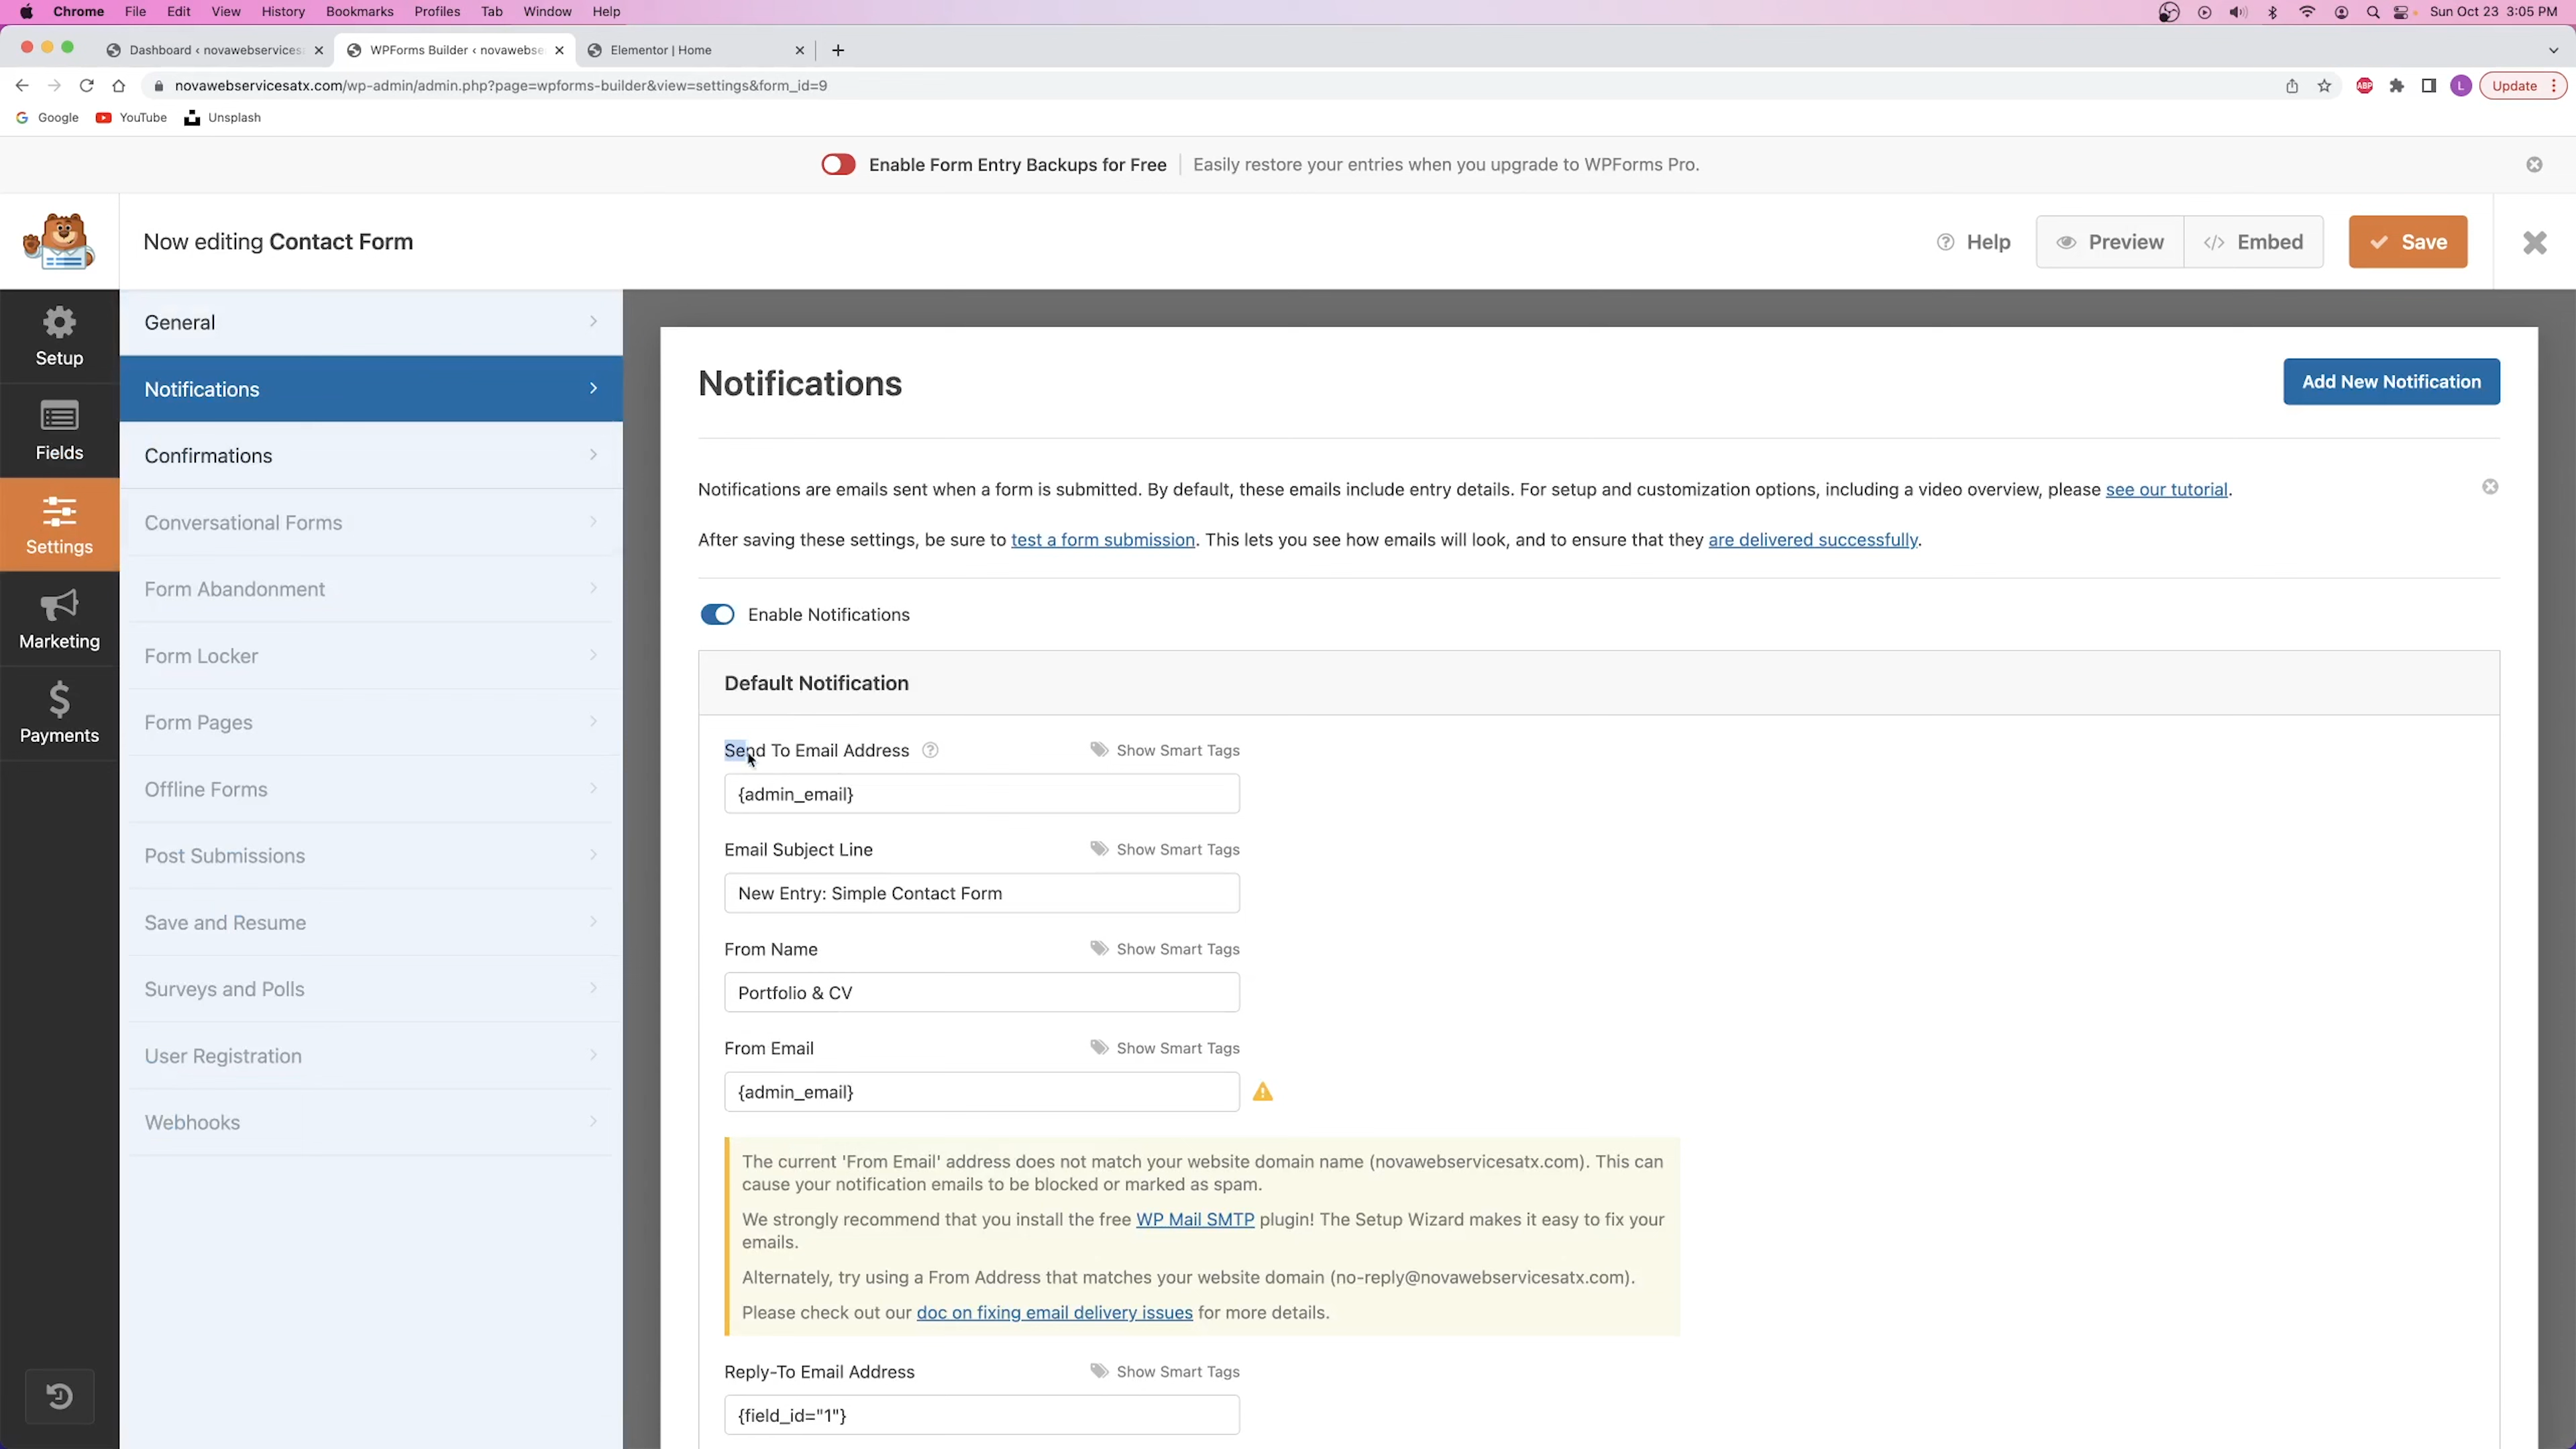 Chrome File Edit View History Bookmarks Profiles Tab Window Help Sun Oct 23 3:05 PM
Dashboard ‹ novawebservices WPForms Builder ‹ novawebse Elementor | Home
novawebservicesatx.com/wp-admin/admin.php?page=wpforms-builder&view=settings&form_id=9 ABP L Update
Google YouTube Unsplash
Enable Form Entry Backups for Free Easily restore your entries when you upgrade to WPForms Pro.
Now editing Contact Form Help Preview Embed Save
Setup
Fields
Settings
Marketing
Payments
General
Notifications
Confirmations
Conversational Forms
Form Abandonment
Form Locker
Form Pages
Offline Forms
Post Submissions
Save and Resume
Surveys and Polls
User Registration
Webhooks
Notifications Add New Notification
Notifications are emails sent when a form is submitted. By default, these emails include entry details. For setup and customization options, including a video overview, please see our tutorial.
After saving these settings, be sure to test a form submission. This lets you see how emails will look, and to ensure that they are delivered successfully.
Enable Notifications
Default Notification
Send To Email Address Show Smart Tags
{admin_email}
Email Subject Line Show Smart Tags
New Entry: Simple Contact Form
From Name Show Smart Tags
Portfolio & CV
From Email Show Smart Tags
{admin_email}
The current 'From Email' address does not match your website domain name (novawebservicesatx.com). This can
cause your notification emails to be blocked or marked as spam.
We strongly recommend that you install the free WP Mail SMTP plugin! The Setup Wizard makes it easy to fix your
emails.
Alternately, try using a From Address that matches your website domain (no-reply@novawebservicesatx.com).
Please check out our doc on fixing email delivery issues for more details.
Reply-To Email Address Show Smart Tags
{field_id="1"}